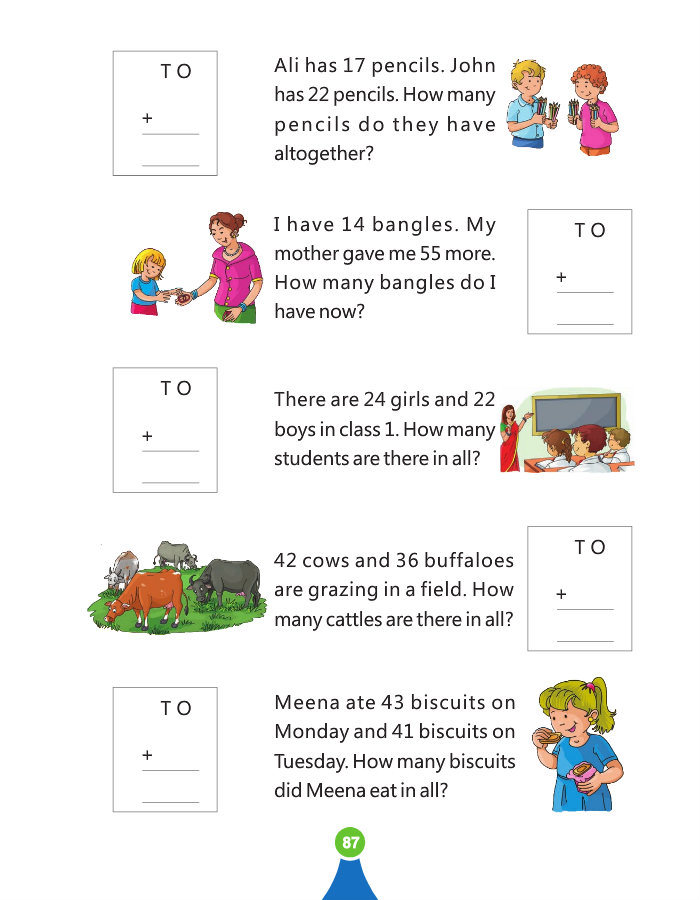 T O
+
Ali has 17 pencils. John
has 22 pencils. How many
pencils do they have
altogether?
I have 14 bangles. My
mother gave me 55 more.
How many bangles do I
have now?
T O
+
T O
+
There are 24 girls and 22
boys in class 1. How many
students are there in all?
42 cows and 36 buffaloes
are grazing in a field. How
many cattles are there in all?
T O
+
T O
+
Meena ate 43 biscuits on
Monday and 41 biscuits on
Tuesday. How many biscuits
did Meena eat in all?
87